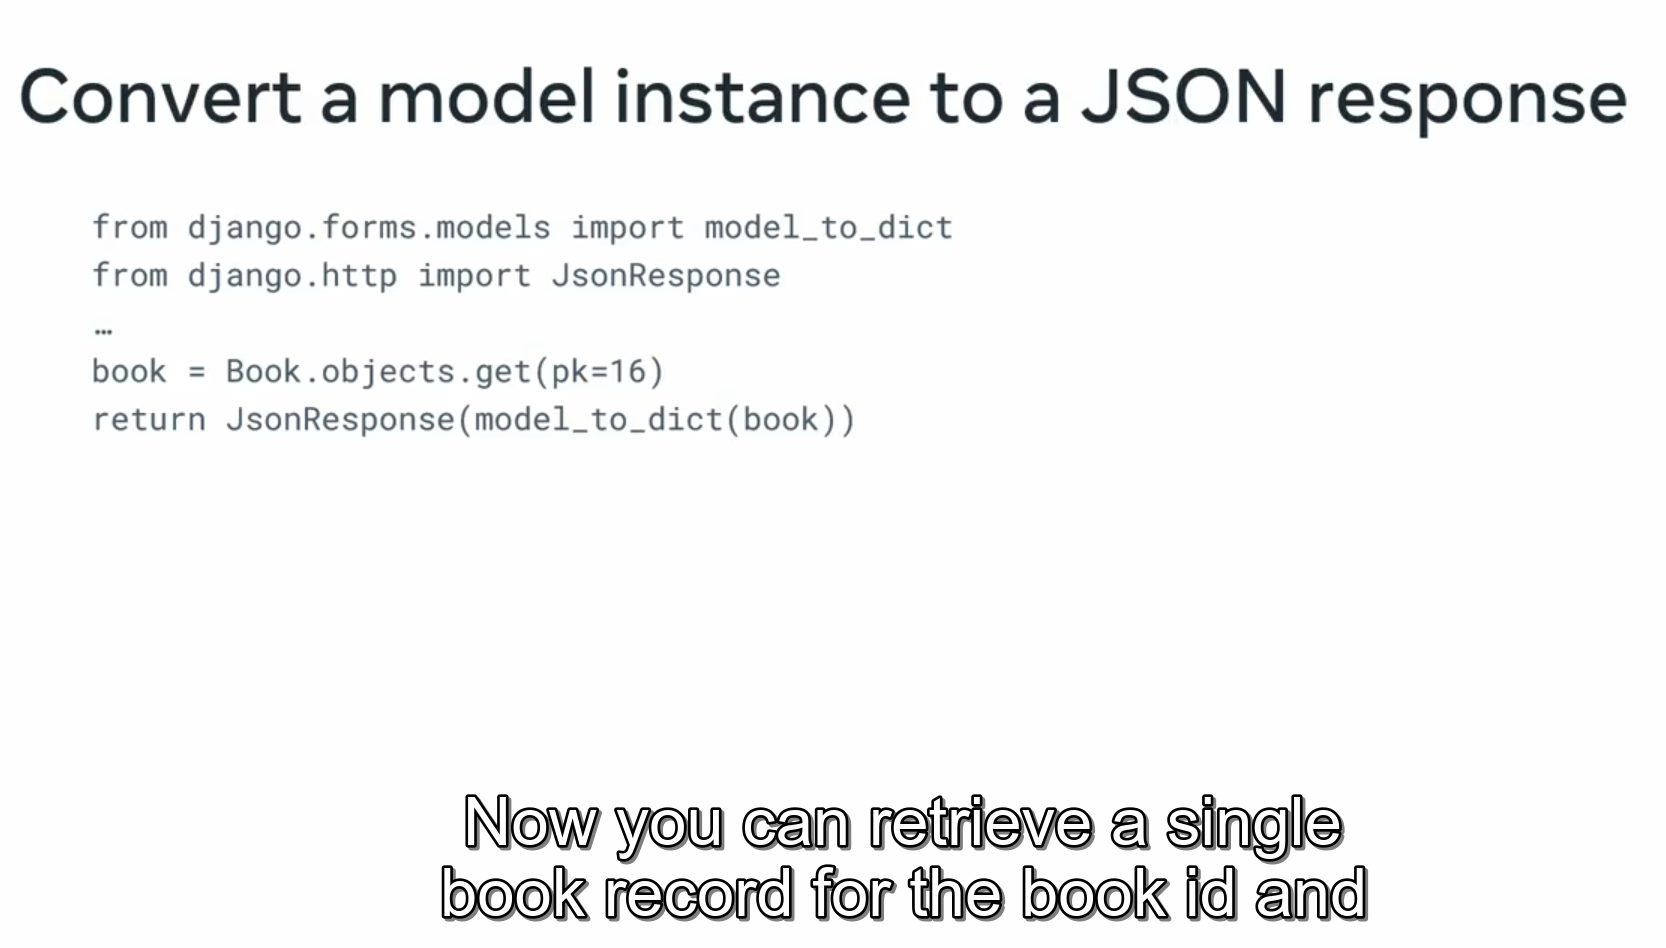 Convert a model instance to a JSON response
from django.forms.models import model_to_dict
from django.http import JsonResponse
…
book = Book.objects.get(pk=16)
return JsonResponse(model_to_dict(book))
Now you can retrieve a single
book record for the book id and